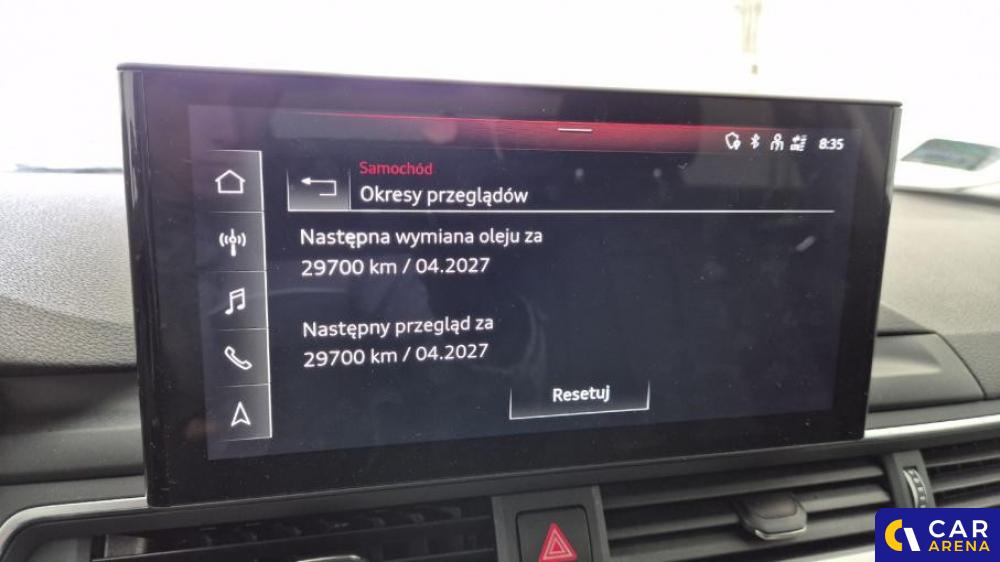 8:35
Samochód
Okresy przeglądów
Następna wymiana oleju za
29700 km / 04.2027
Następny przegląd za
29700 km / 04.2027
Resetuj
CAR
ARENA